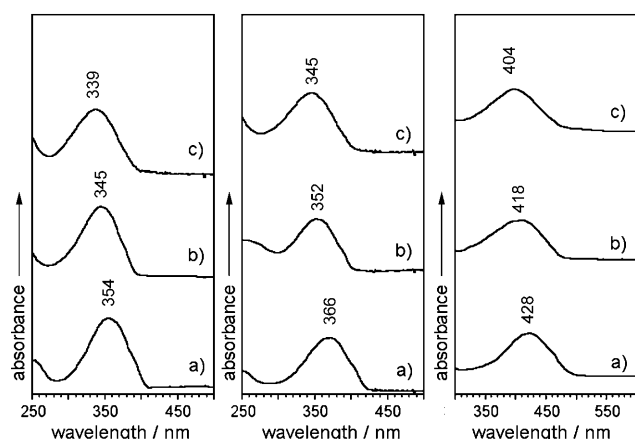 339
c)
345
b)
354
a)
absorbance
250 350 450
wavelength / nm
345
c)
352
b)
366
a)
absorbance
250 350 450
wavelength / nm
404
c)
418
b)
428
a)
absorbance
350 450 550
wavelength / nm